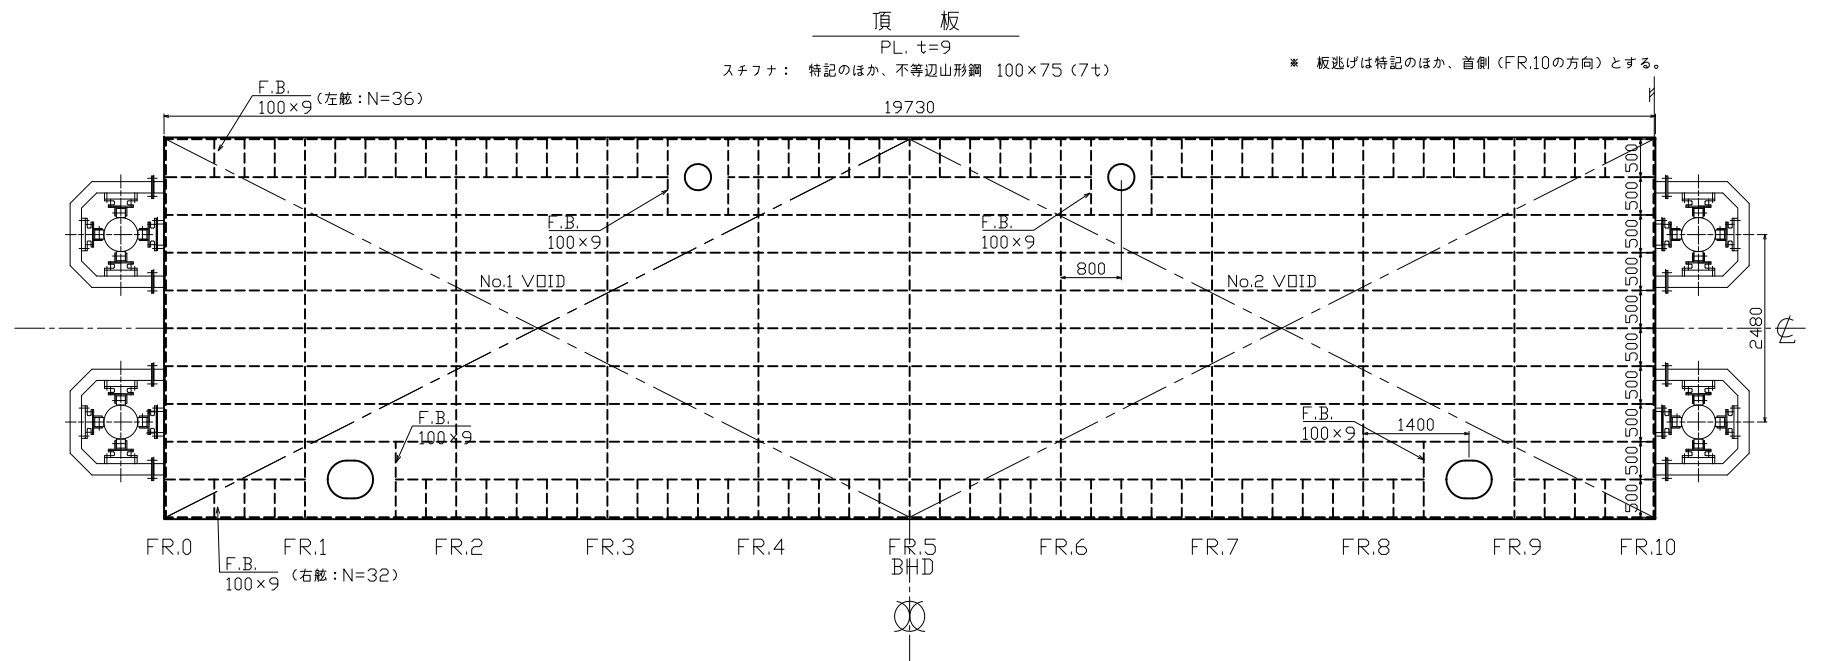 頂 板
PL. t=9
スチフナ： 特記のほか、不等辺山形鋼 100×75 (7t)
※ 板逃げは特記のほか、首側 (FR.10の方向) とする。
F.B.
100×9 (左舷：N=36)
19730
500
500
500
500
500
500
500
500
500
500
F.B.
100×9
F.B.
100×9
800
No.1 VOID
No.2 VOID
2480
F.B.
100×9
F.B.
100×9
1400
FR.0
FR.1
FR.2
FR.3
FR.4
FR.5
FR.6
FR.7
FR.8
FR.9
FR.10
BHD
F.B.
100×9 (右舷：N=32)